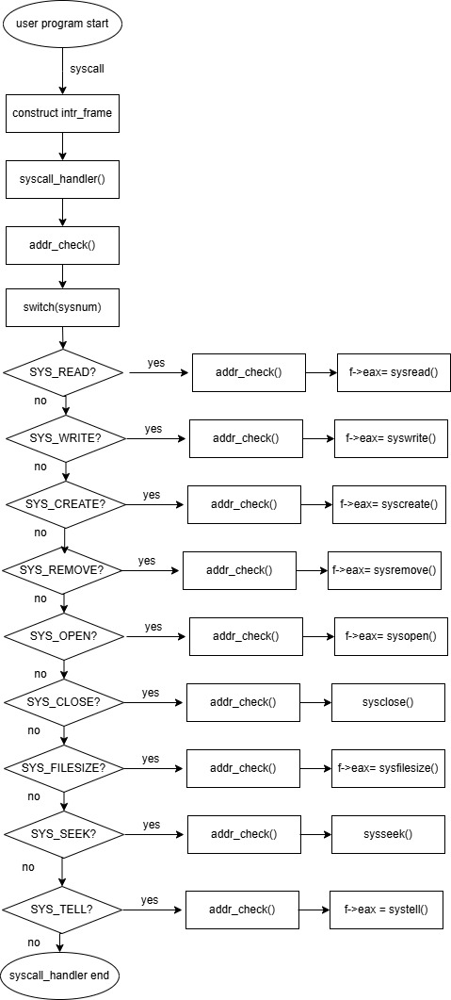 user program start
syscall
construct intr_frame
syscall_handler()
addr_check()
switch(sysnum)
SYS_READ?
yes
addr_check()
f->eax= sysread()
no
SYS_WRITE?
yes
addr_check()
f->eax= syswrite()
no
SYS_CREATE?
yes
addr_check()
f->eax= syscreate()
no
SYS_REMOVE?
yes
addr_check()
f->eax= sysremove()
no
SYS_OPEN?
yes
addr_check()
f->eax= sysopen()
no
SYS_CLOSE?
yes
addr_check()
sysclose()
no
SYS_FILESIZE?
yes
addr_check()
f->eax= sysfilesize()
no
SYS_SEEK?
yes
addr_check()
sysseek()
no
SYS_TELL?
yes
addr_check()
f->eax = systell()
no
syscall_handler end